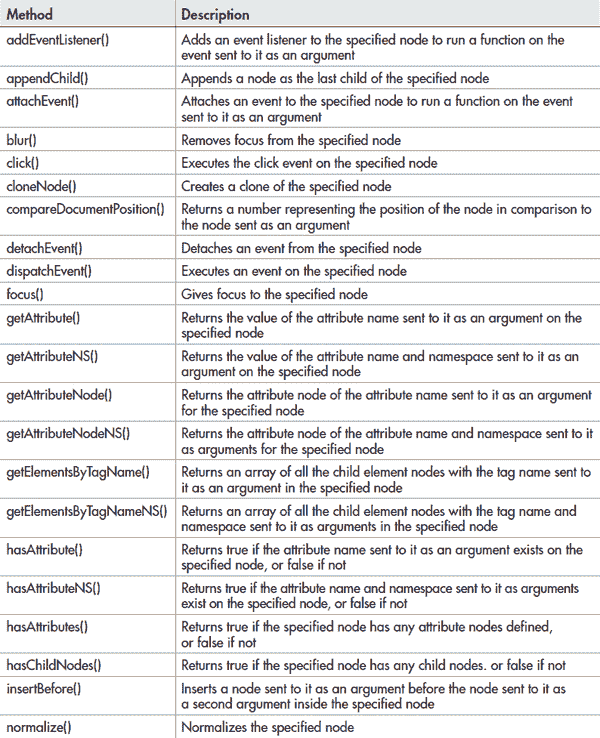 Method Description
addEventListener() Adds an event listener to the specified node to run a function on the
event sent to it as an argument
appendChild() Appends a node as the last child of the specified node
attachEvent() Attaches an event to the specified node to run a function on the event
sent to it as an argument
blur() Removes focus from the specified node
click() Executes the click event on the specified node
cloneNode() Creates a clone of the specified node
compareDocumentPosition() Returns a number representing the position of the node in comparison to
the node sent as an argument
detachEvent() Detaches an event from the specified node
dispatchEvent() Executes an event on the specified node
focus() Gives focus to the specified node
getAttribute() Returns the value of the attribute name sent to it as an argument on the
specified node
getAttributeNS() Returns the value of the attribute name and namespace sent to it as an
argument on the specified node
getAttributeNode() Returns the attribute node of the attribute name sent to it as an argument
for the specified node
getAttributeNodeNS() Returns the attribute node of the attribute name and namespace sent to it
as arguments for the specified node
getElementsByTagName() Returns an array of all the child element nodes with the tag name sent to
it as an argument in the specified node
getElementsByTagNameNS() Returns an array of all the child element nodes with the tag name and
namespace sent to it as arguments in the specified node
hasAttribute() Returns true if the attribute name sent to it as an argument exists on the
specified node, or false if not
hasAttributeNS() Returns true if the attribute name and namespace sent to it as arguments
exist on the specified node, or false if not
hasAttributes() Returns true if the specified node has any attribute nodes defined,
or false if not
hasChildNodes() Returns true if the specified node has any child nodes. or false if not
insertBefore() Inserts a node sent to it as an argument before the node sent to it as
a second argument inside the specified node
normalize() Normalizes the specified node